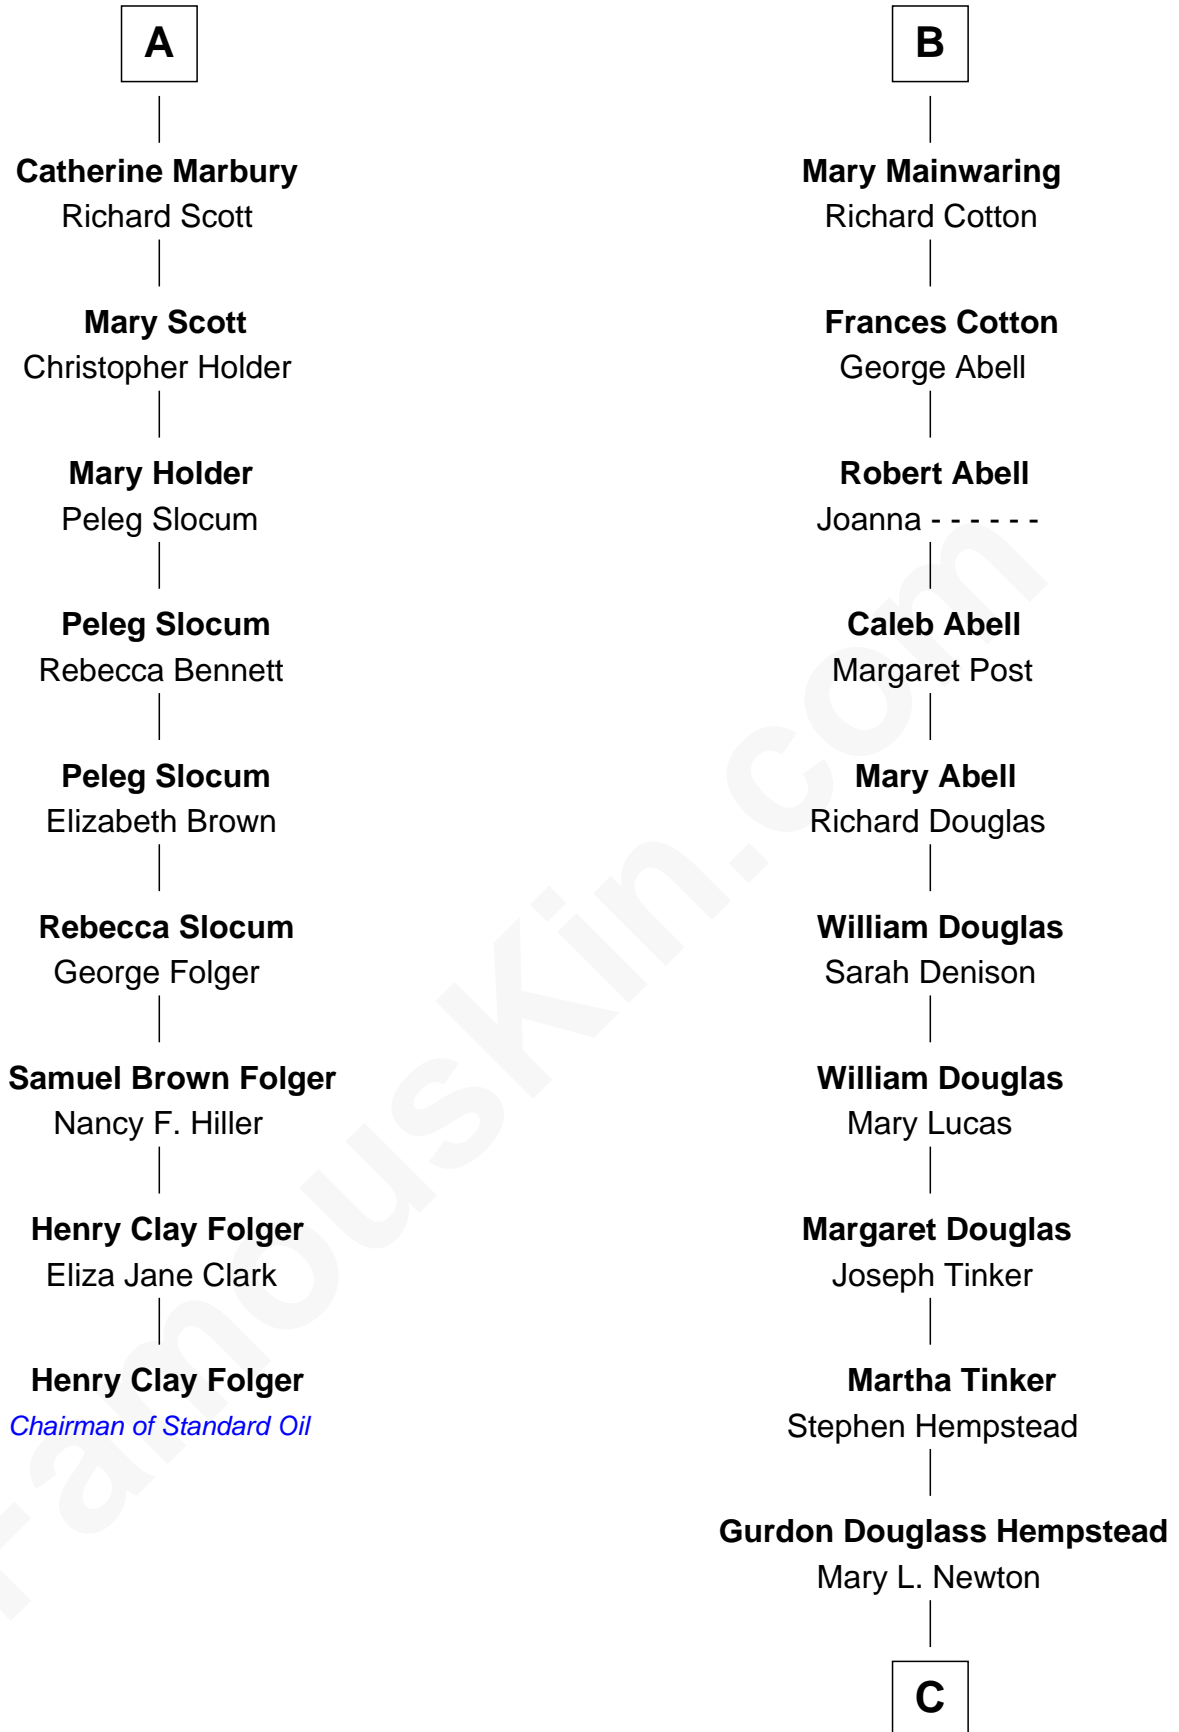 A
Catherine Marbury
Richard Scott
Mary Scott
Christopher Holder
Mary Holder
Peleg Slocum
Peleg Slocum
Rebecca Bennett
Peleg Slocum
Elizabeth Brown
Rebecca Slocum
George Folger
Samuel Brown Folger
Nancy F. Hiller
Henry Clay Folger
Eliza Jane Clark
Henry Clay Folger
Chairman of Standard Oil
B
Mary Mainwaring
Richard Cotton
Frances Cotton
George Abell
Robert Abell
Joanna - - - - - -
Caleb Abell
Margaret Post
Mary Abell
Richard Douglas
William Douglas
Sarah Denison
William Douglas
Mary Lucas
Margaret Douglas
Joseph Tinker
Martha Tinker
Stephen Hempstead
Gurdon Douglass Hempstead
Mary L. Newton
C
FamousKin.com